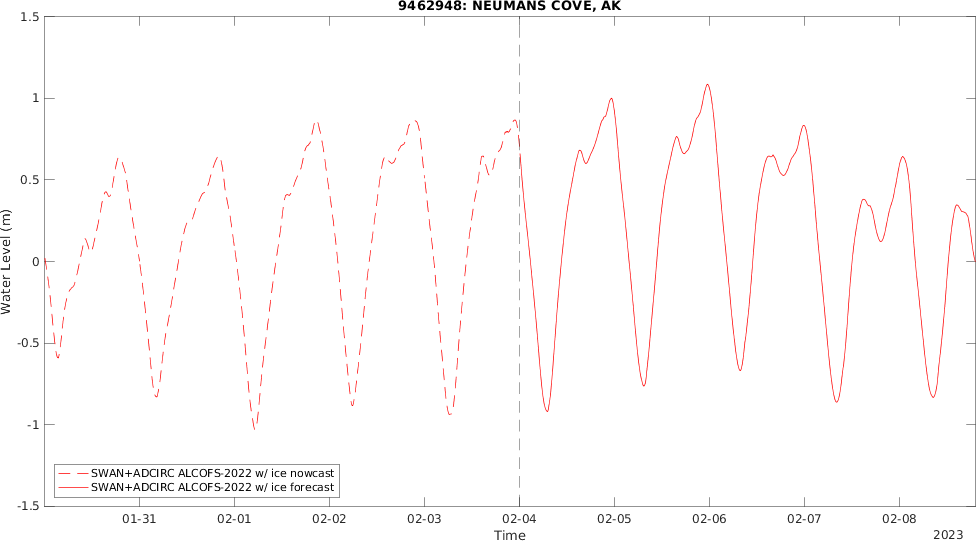 9462948: NEUMANS COVE, AK
Water Level (m)
1.5
1
0.5
0
-0.5
-1
-1.5
SWAN+ADCIRC ALCOFS-2022 w/ ice nowcast
SWAN+ADCIRC ALCOFS-2022 w/ ice forecast
01-31 02-01 02-02 02-03 02-04 02-05 02-06 02-07 02-08
Time
2023